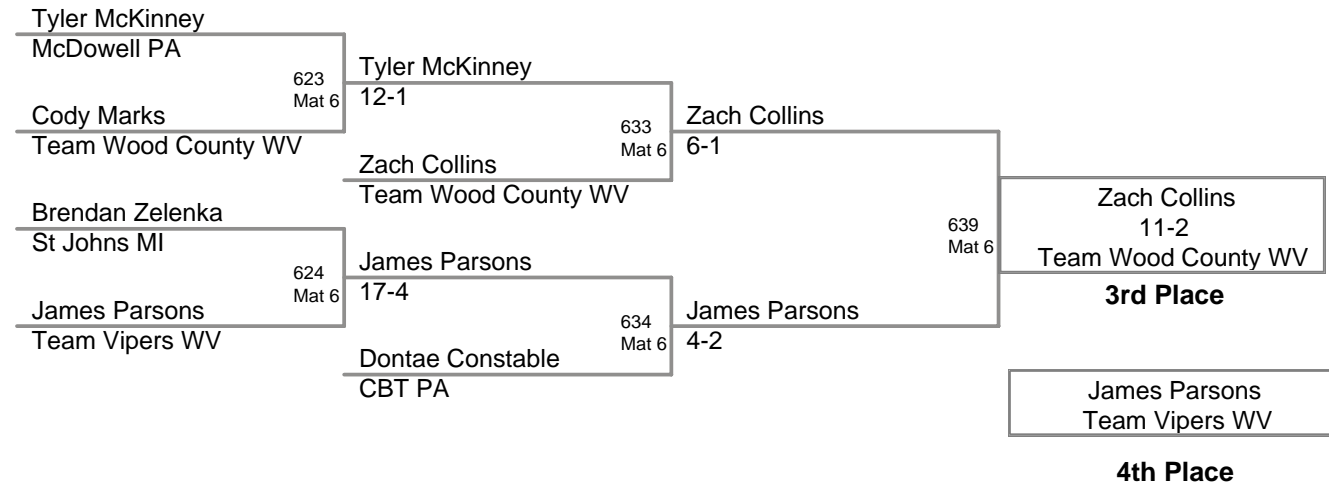 Tyler McKinney
McDowell PA
623
Mat 6
Tyler McKinney
12-1
Cody Marks
Team Wood County WV
633
Mat 6
Zach Collins
6-1
Zach Collins
Team Wood County WV
Brendan Zelenka
St Johns MI
624
Mat 6
James Parsons
17-4
James Parsons
Team Vipers WV
634
Mat 6
James Parsons
4-2
Dontae Constable
CBT PA
639
Mat 6
Zach Collins
11-2
Team Wood County WV
3rd Place
James Parsons
Team Vipers WV
4th Place